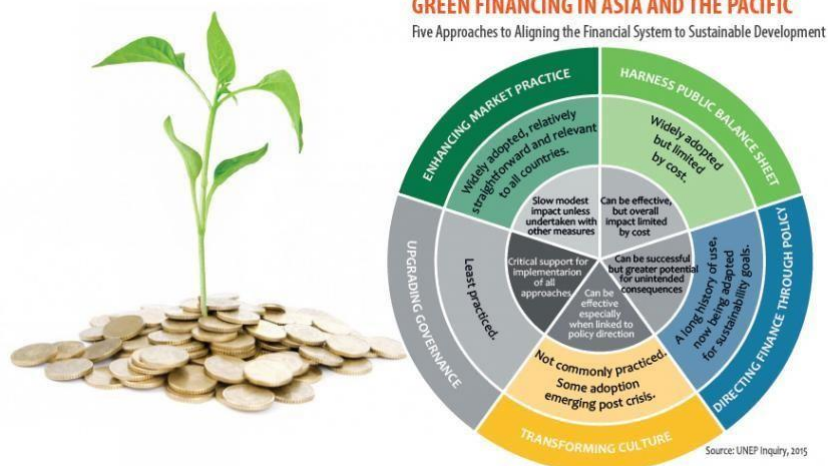 GREEN FINANCING IN ASIA AND THE PACIFIC
Five Approaches to Aligning the Financial System to Sustainable Development
ENHANCING MARKET PRACTICE
Widely adopted, relatively
straightforward and relevant
to all countries.
Slow modest
impact unless
undertaken with
other measures
HARNESS PUBLIC BALANCE SHEET
Widely adopted
but limited
by cost.
Can be effective,
but overall
impact limited
by cost
DIRECTING FINANCE THROUGH POLICY
A long history of use,
now being adapted
for sustainability goals.
Can be successful
but greater potential
for unintended
consequences
TRANSFORMING CULTURE
Not commonly practiced.
Some adoption
emerging post crisis.
Can be
effective
especially
when linked to
policy direction
UPGRADING GOVERNANCE
Least practiced.
Critical support for
implementation
of all
approaches
Source: UNEP Inquiry, 2015